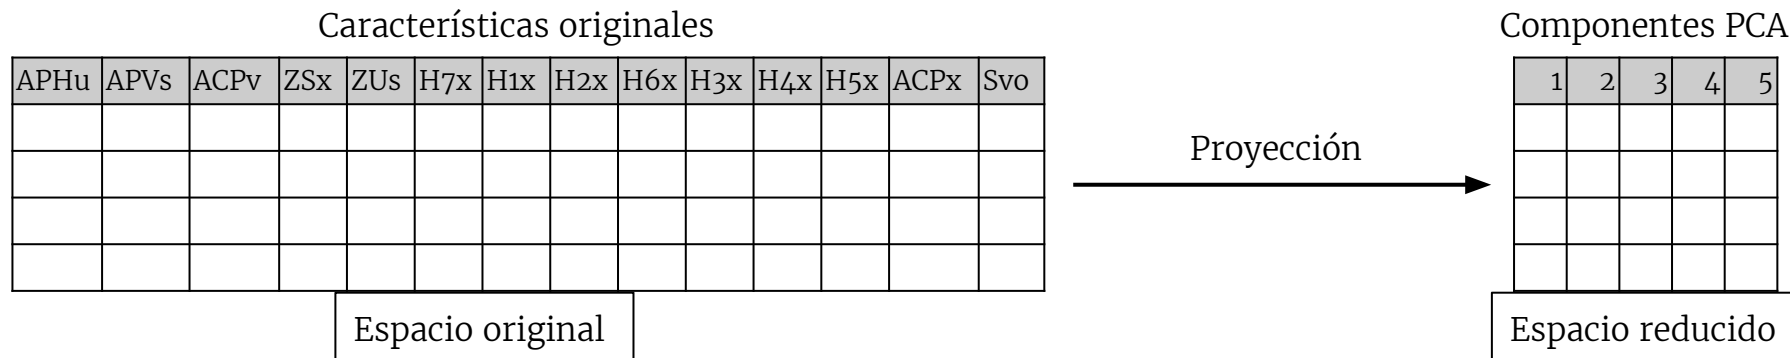 Características originales
Componentes PCA
APHu APVs ACPv ZSx ZUs H7x H1x H2x H6x H3x H4x H5x ACPx Svo
1 2 3 4 5
Proyección
Espacio original
Espacio reducido